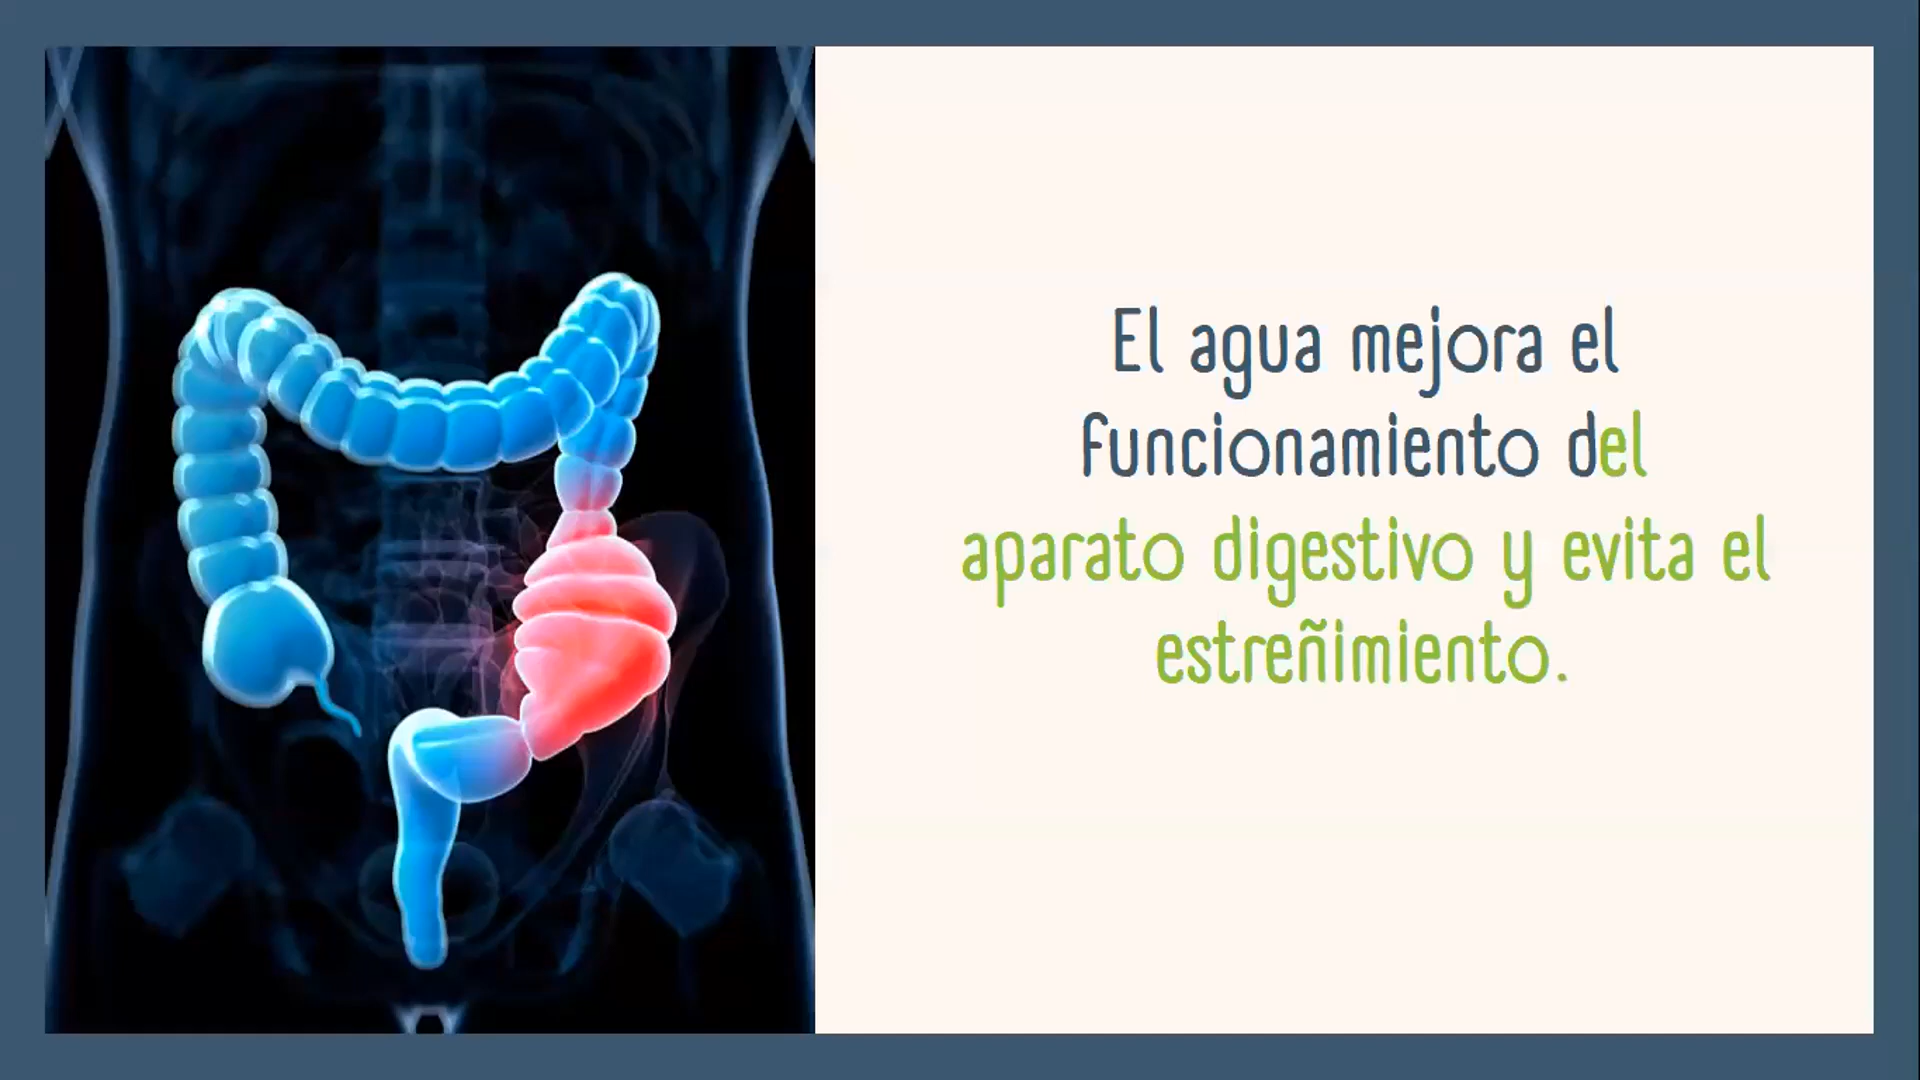 El agua mejora el
funcionamiento del
aparato digestivo y evita el
estreñimiento.